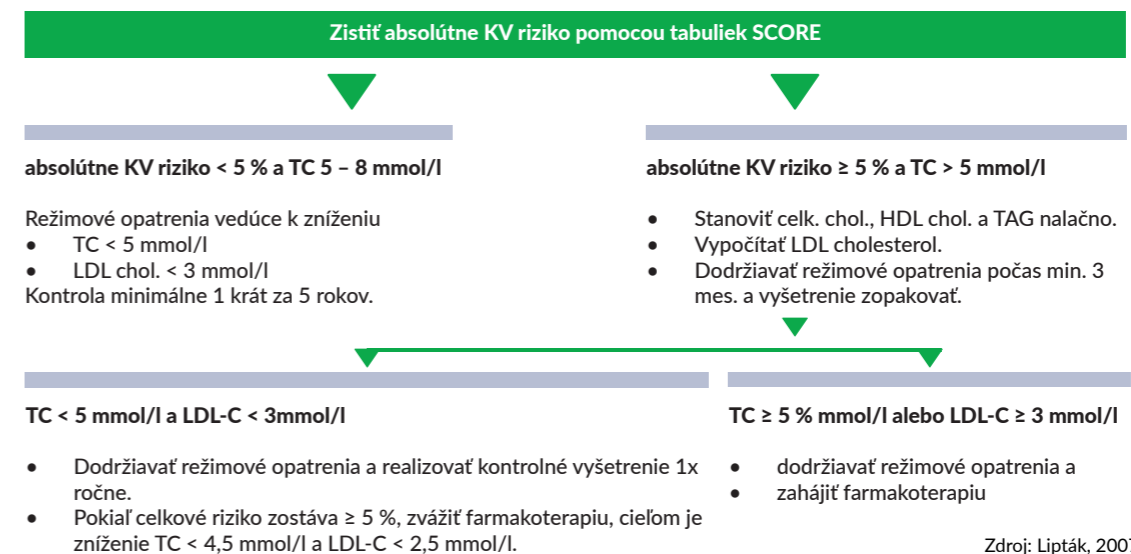 Zistiť absolútne KV riziko pomocou tabuliek SCORE
absolútne KV riziko < 5 % a TC 5 – 8 mmol/l
Režimové opatrenia vedúce k zníženiu
• TC < 5 mmol/l
• LDL chol. < 3 mmol/l
Kontrola minimálne 1 krát za 5 rokov.
absolútne KV riziko ≥ 5 % a TC > 5 mmol/l
• Stanoviť celk. chol., HDL chol. a TAG nalačno.
• Vypočítať LDL cholesterol.
• Dodržiavať režimové opatrenia počas min. 3
mes. a vyšetrenie zopakovať.
TC < 5 mmol/l a LDL-C < 3mmol/l
• Dodržiavať režimové opatrenia a realizovať kontrolné vyšetrenie 1x
ročne.
• Pokiaľ celkové riziko zostáva ≥ 5 %, zvážiť farmakoterapiu, cieľom je
zníženie TC < 4,5 mmol/l a LDL-C < 2,5 mmol/l.
TC ≥ 5 % mmol/l alebo LDL-C ≥ 3 mmol/l
• dodržiavať režimové opatrenia a
• zahájiť farmakoterapiu
Zdroj: Lipták, 2007